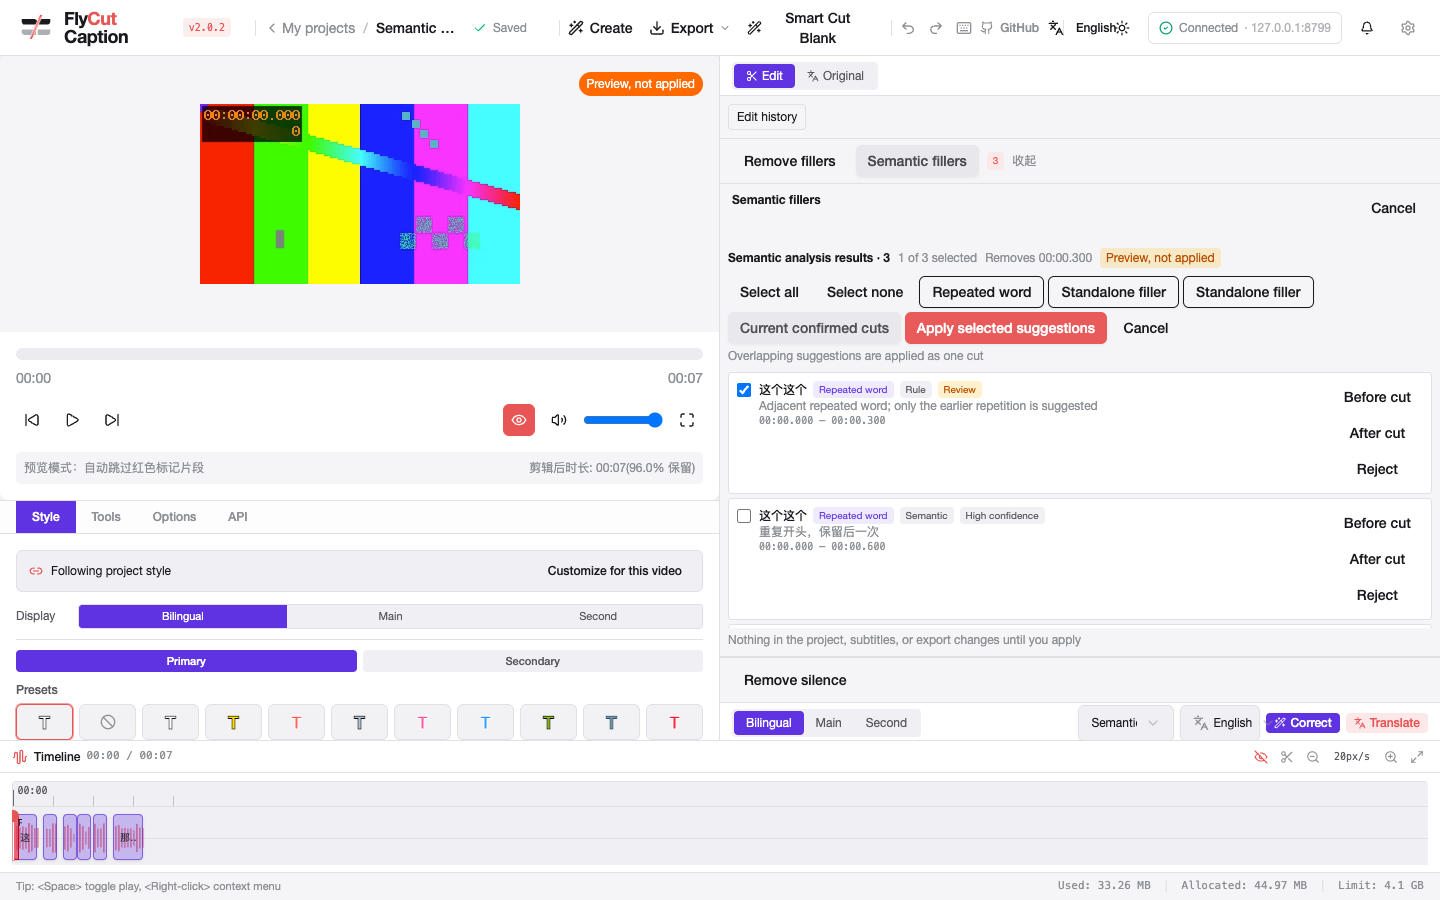 FlyCut
Caption
v2.0.2
My projects / Semantic ...
Saved
Create
Export
Smart Cut
Blank
GitHub
English
Connected · 127.0.0.1:8799
Preview, not applied
00:00:00.000
0
00:00
00:07
预览模式：自动跳过红色标记片段
剪辑后时长: 00:07(96.0% 保留)
Style
Tools
Options
API
Following project style
Customize for this video
Display
Bilingual
Main
Second
Primary
Secondary
Presets
Edit
Original
Edit history
Remove fillers
Semantic fillers
3
收起
Semantic fillers
Cancel
Semantic analysis results · 3
1 of 3 selected
Removes 00:00.300
Preview, not applied
Select all
Select none
Repeated word
Standalone filler
Standalone filler
Current confirmed cuts
Apply selected suggestions
Cancel
Overlapping suggestions are applied as one cut
这个这个
Repeated word
Rule
Review
Adjacent repeated word; only the earlier repetition is suggested
00:00.000 — 00:00.300
Before cut
After cut
Reject
这个这个
Repeated word
Semantic
High confidence
重复开头，保留后一次
00:00.000 — 00:00.600
Before cut
After cut
Reject
Nothing in the project, subtitles, or export changes until you apply
Remove silence
Bilingual
Main
Second
Semantic
English
Correct
Translate
Timeline
00:00 / 00:07
20px/s
00:00
这
那...
Tip: <Space> toggle play, <Right-click> context menu
Used: 33.26 MB
Allocated: 44.97 MB
Limit: 4.1 GB